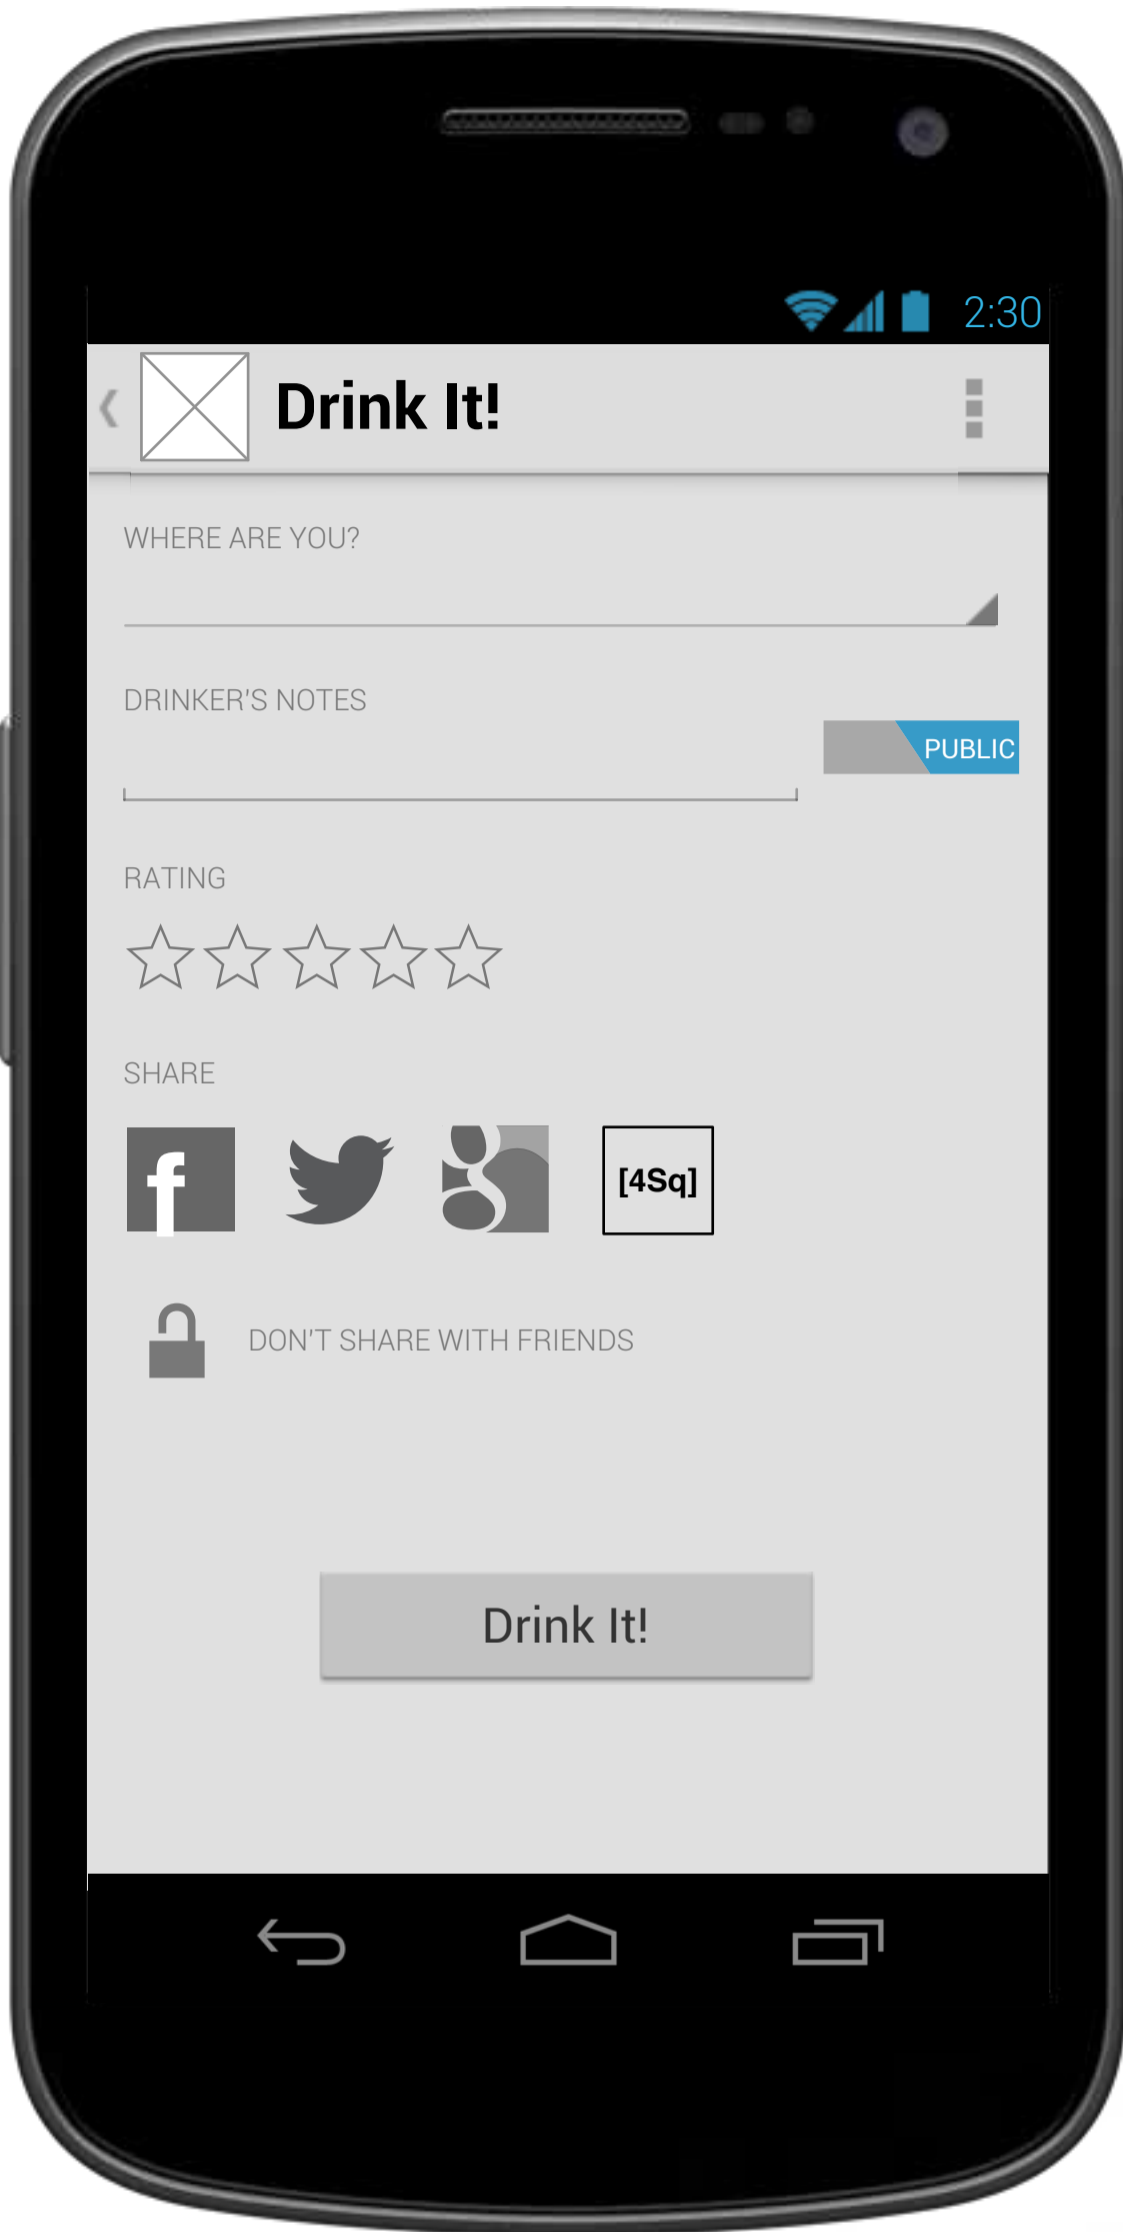 2:30
Drink It!
WHERE ARE YOU?
DRINKER'S NOTES
PUBLIC
RATING
SHARE
f
[4Sq]
DON'T SHARE WITH FRIENDS
Drink It!